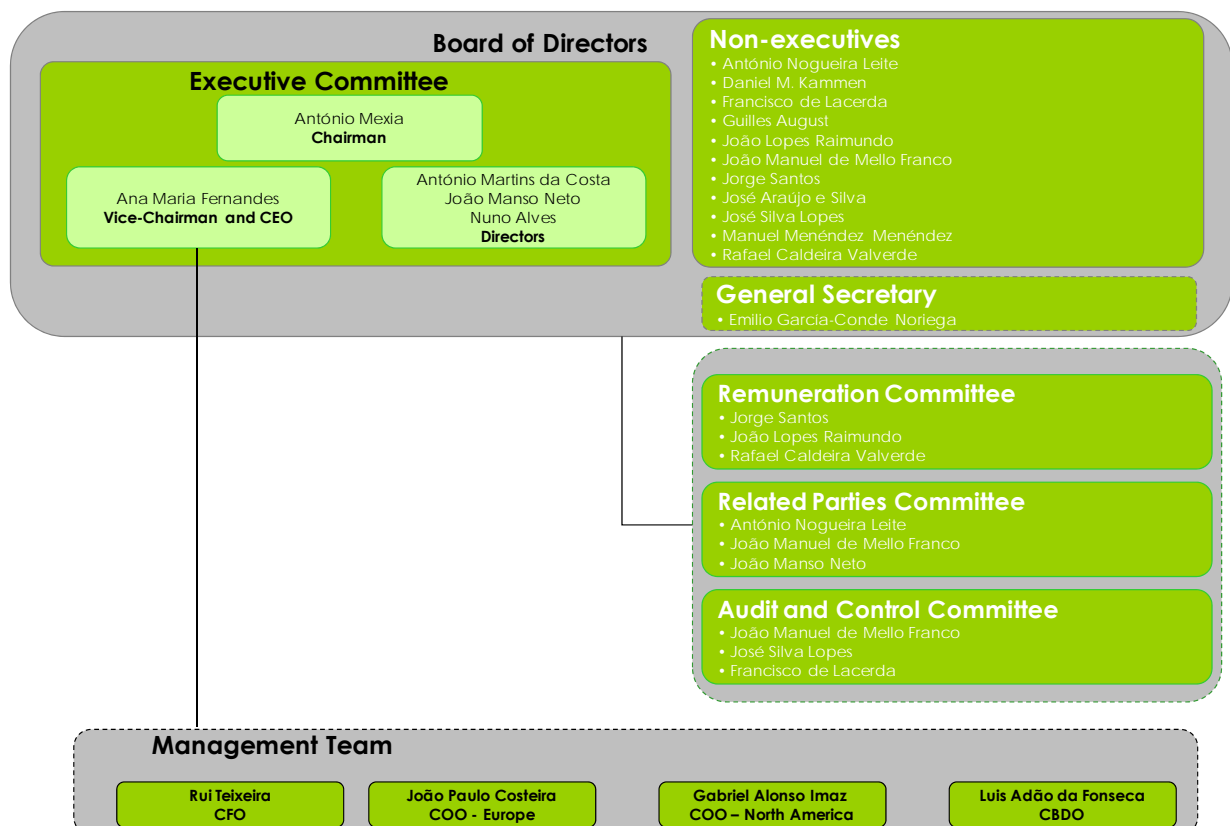 Board of Directors
Executive Committee
António Mexia
Chairman
Ana Maria Fernandes
Vice-Chairman and CEO
António Martins da Costa
João Manso Neto
Nuno Alves
Directors
Non-executives
• António Nogueira Leite
• Daniel M. Kammen
• Francisco de Lacerda
• Guilles August
• João Lopes Raimundo
• João Manuel de Mello Franco
• Jorge Santos
• José Araújo e Silva
• José Silva Lopes
• Manuel Menéndez Menéndez
• Rafael Caldeira Valverde
General Secretary
• Emilio García-Conde Noriega
Remuneration Committee
• Jorge Santos
• João Lopes Raimundo
• Rafael Caldeira Valverde
Related Parties Committee
• António Nogueira Leite
• João Manuel de Mello Franco
• João Manso Neto
Audit and Control Committee
• João Manuel de Mello Franco
• José Silva Lopes
• Francisco de Lacerda
Management Team
Rui Teixeira
CFO
João Paulo Costeira
COO - Europe
Gabriel Alonso Imaz
COO – North America
Luis Adão da Fonseca
CBDO